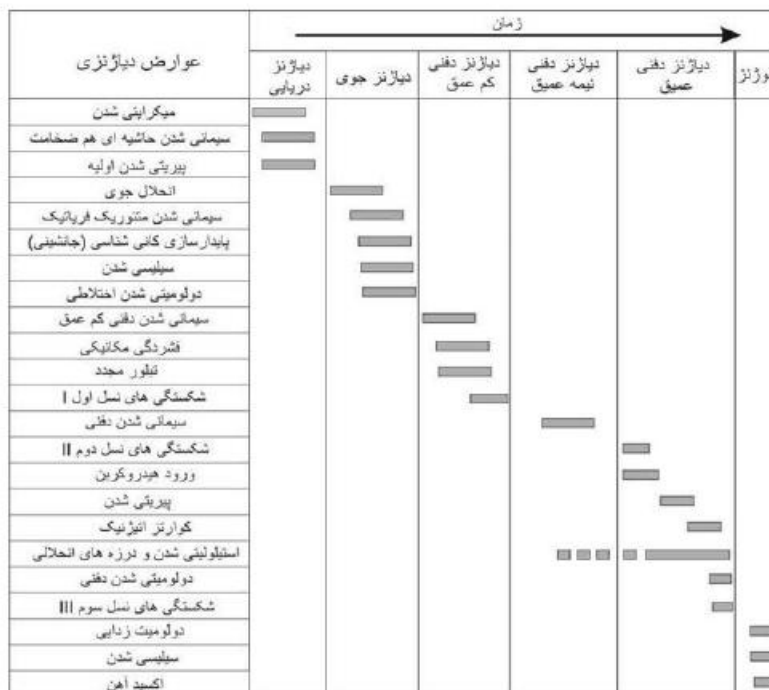 زمان
عوارض دیاژنزی
دیاژنز دریایی
دیاژنز جوی
دیاژنز دفنی کم عمق
دیاژنز دفنی نیمه عمیق
دیاژنز دفنی عمیق
میکرایتی شدن
سیمانی شدن حاشیه ای هم ضخامت
پیریتی شدن اولیه
انحلال جوی
سیمانی شدن متئوریک فریاتیک
پایدارسازی کانی شناسی (جانشینی)
سیلیسی شدن
دولومیتی شدن اختلاطی
سیمانی شدن دفنی کم عمق
فشردگی مکانیکی
تبلور مجدد
شکستگی های نسل اول I
سیمانی شدن دفنی
شکستگی های نسل دوم II
ورود هیدروکربن
پیریتی شدن
کوارتز اتیژنیک
استیلولیتی شدن و درزه های انحلالی
دولومیتی شدن دفنی
شکستگی های نسل سوم III
دولومیت زدایی
سیلیسی شدن
اکسید آهن